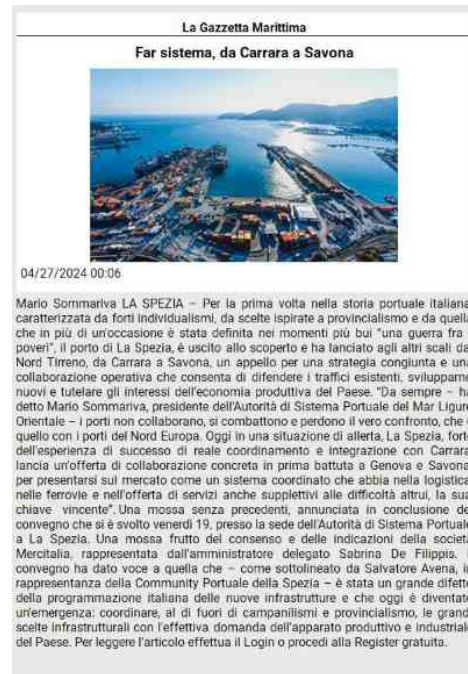 La Gazzetta Marittima
Far sistema, da Carrara a Savona
04/27/2024 00:06
Mario Sommariva LA SPEZIA – Per la prima volta nella storia portuale italiana
caratterizzata da forti individualismi, da scelte ispirate a provincialismo e da quella
che in più di un'occasione è stata definita nei momenti più bui "una guerra fra
poveri", il porto di La Spezia, è uscito allo scoperto e ha lanciato agli altri scali da
Nord Tirreno, da Carrara a Savona, un appello per una strategia congiunta e una
collaborazione operativa che consenta di difendere i traffici esistenti, svilupparne
nuovi e tutelare gli interessi dell'economia produttiva del Paese. "Da sempre – ha
detto Mario Sommariva, presidente dell'Autorità di Sistema Portuale del Mar Ligure
Orientale – i porti non collaborano, si combattono e perdono il vero confronto, che
quello con i porti del Nord Europa. Oggi in una situazione di allerta, La Spezia, forte
dell'esperienza di successo di reale coordinamento e integrazione con Carrara
lancia un'offerta di collaborazione concreta in prima battuta a Genova e Savona
per presentarsi sul mercato come un sistema coordinato che abbia nella logistica
nelle ferrovie e nell'offerta di servizi anche supplettivi alle difficoltà altrui, la sua
chiave vincente". Una mossa senza precedenti, annunciata in conclusione de
convegno che si è svolto venerdì 19, presso la sede dell'Autorità di Sistema Portuale
a La Spezia. Una mossa frutto del consenso e delle indicazioni della società
Mercitalia, rappresentata dall'amministratore delegato Sabrina De Filippis.
convegno ha dato voce a quella che – come sottolineato da Salvatore Avena, in
rappresentanza della Community Portuale della Spezia – è stata un grande difetto
della programmazione italiana delle nuove infrastrutture e che oggi è diventata
un'emergenza: coordinare, al di fuori di campanilismi e provincialismo, le grand
scelte infrastrutturali con l'effettiva domanda dell'apparato produttivo e industriale
del Paese. Per leggere l'articolo effettua il Login o procedi alla Register gratuita.